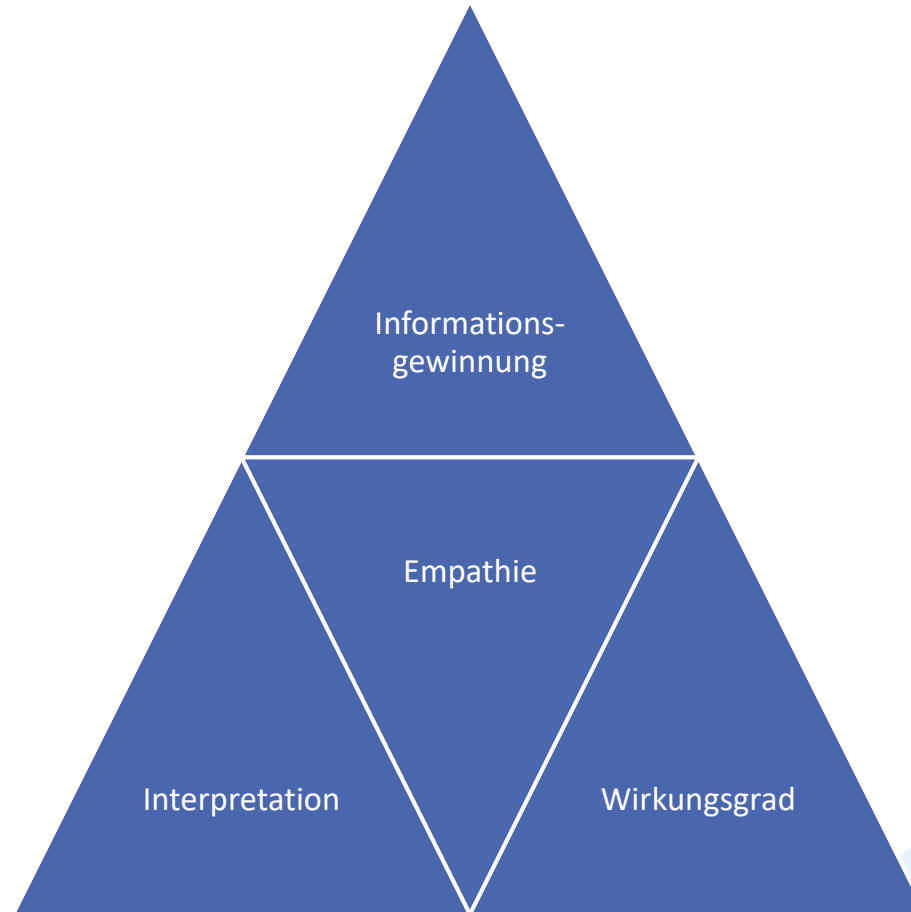 Informations-
gewinnung
Empathie
Interpretation
Wirkungsgrad